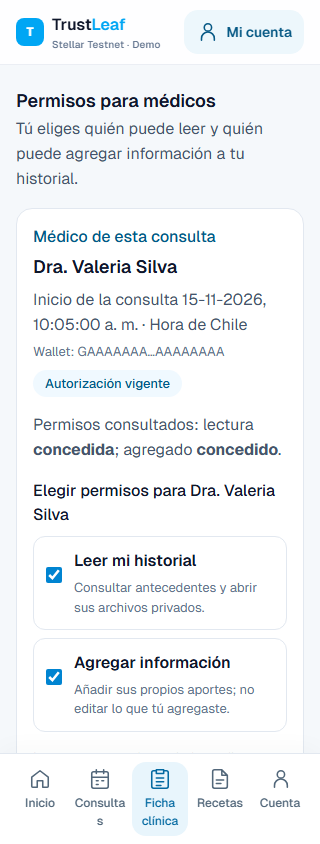 T
TrustLeaf
Stellar Testnet · Demo
Mi cuenta
Permisos para médicos
Tú eliges quién puede leer y quién
puede agregar información a tu
historial.
Médico de esta consulta
Dra. Valeria Silva
Inicio de la consulta 15-11-2026,
10:05:00 a. m. · Hora de Chile
Wallet: GAAAAAAA…AAAAAAAA
Autorización vigente
Permisos consultados: lectura
concedida; agregado concedido.
Elegir permisos para Dra. Valeria
Silva
Leer mi historial
Consultar antecedentes y abrir
sus archivos privados.
Agregar información
Añadir sus propios aportes; no
editar lo que tú agregaste.
Inicio
Consulta
s
Ficha
clínica
Recetas
Cuenta